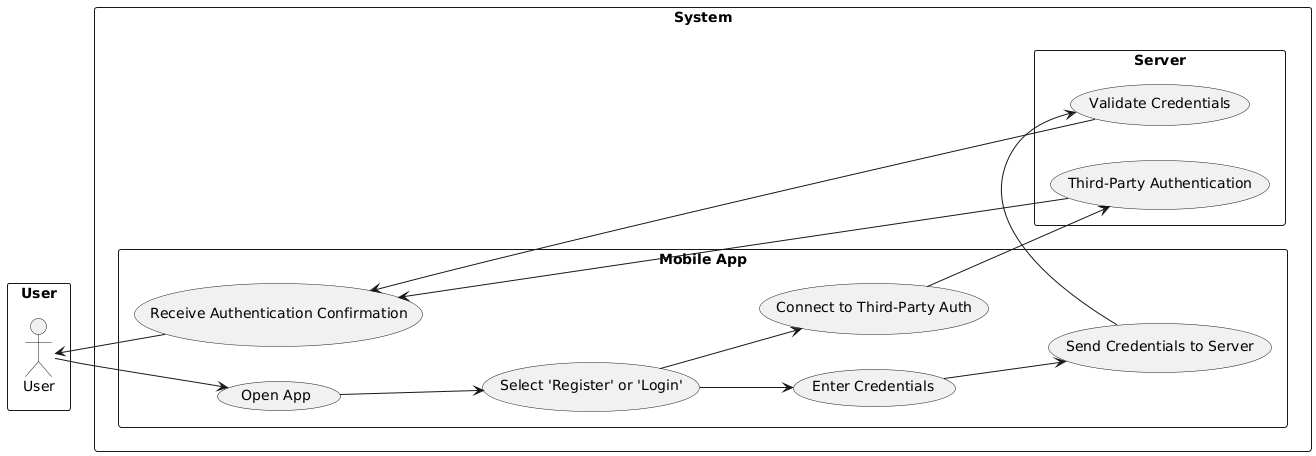 System
Server
Validate Credentials
Third-Party Authentication
Mobile App
User
Receive Authentication Confirmation
Connect to Third-Party Auth
Send Credentials to Server
User
Select 'Register' or 'Login'
Enter Credentials
Open App